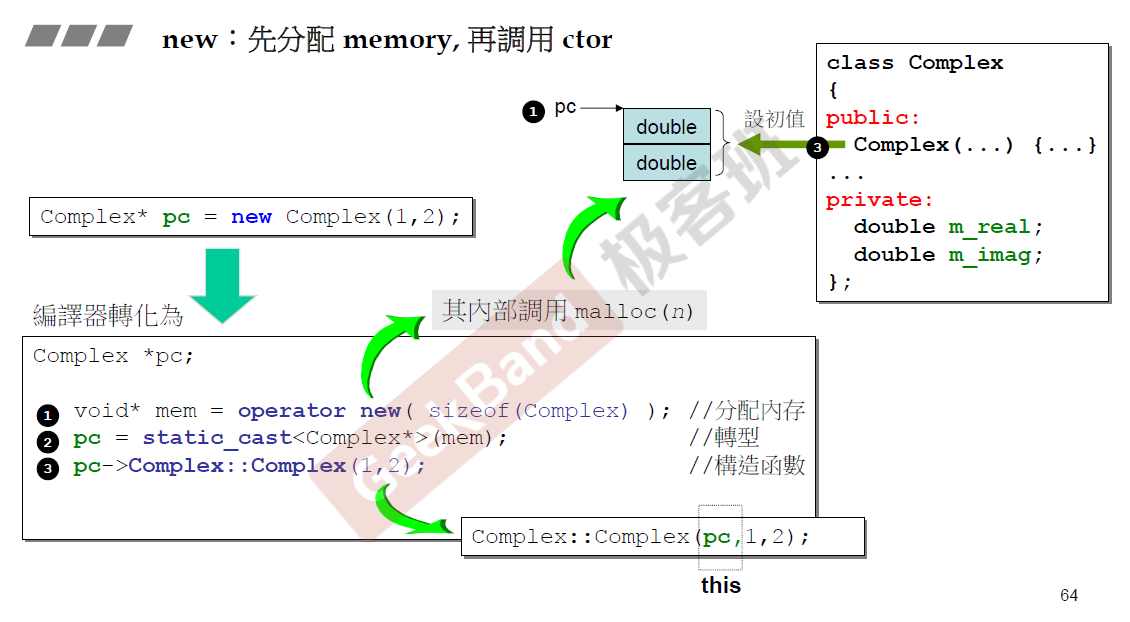 new：先分配 memory, 再調用 ctor
class Complex
{
public:
Complex(...) {...}
...
private:
double m_real;
double m_imag;
};
1 pc
double
double
設初值
3
Complex* pc = new Complex(1,2);
編譯器轉化為
其內部調用 malloc(n)
Complex *pc;
1 void* mem = operator new( sizeof(Complex) ); //分配內存
2 pc = static_cast<Complex*>(mem); //轉型
3 pc->Complex::Complex(1,2); //構造函數
Complex::Complex(pc,1,2);
this
GeekBand 极客班
64